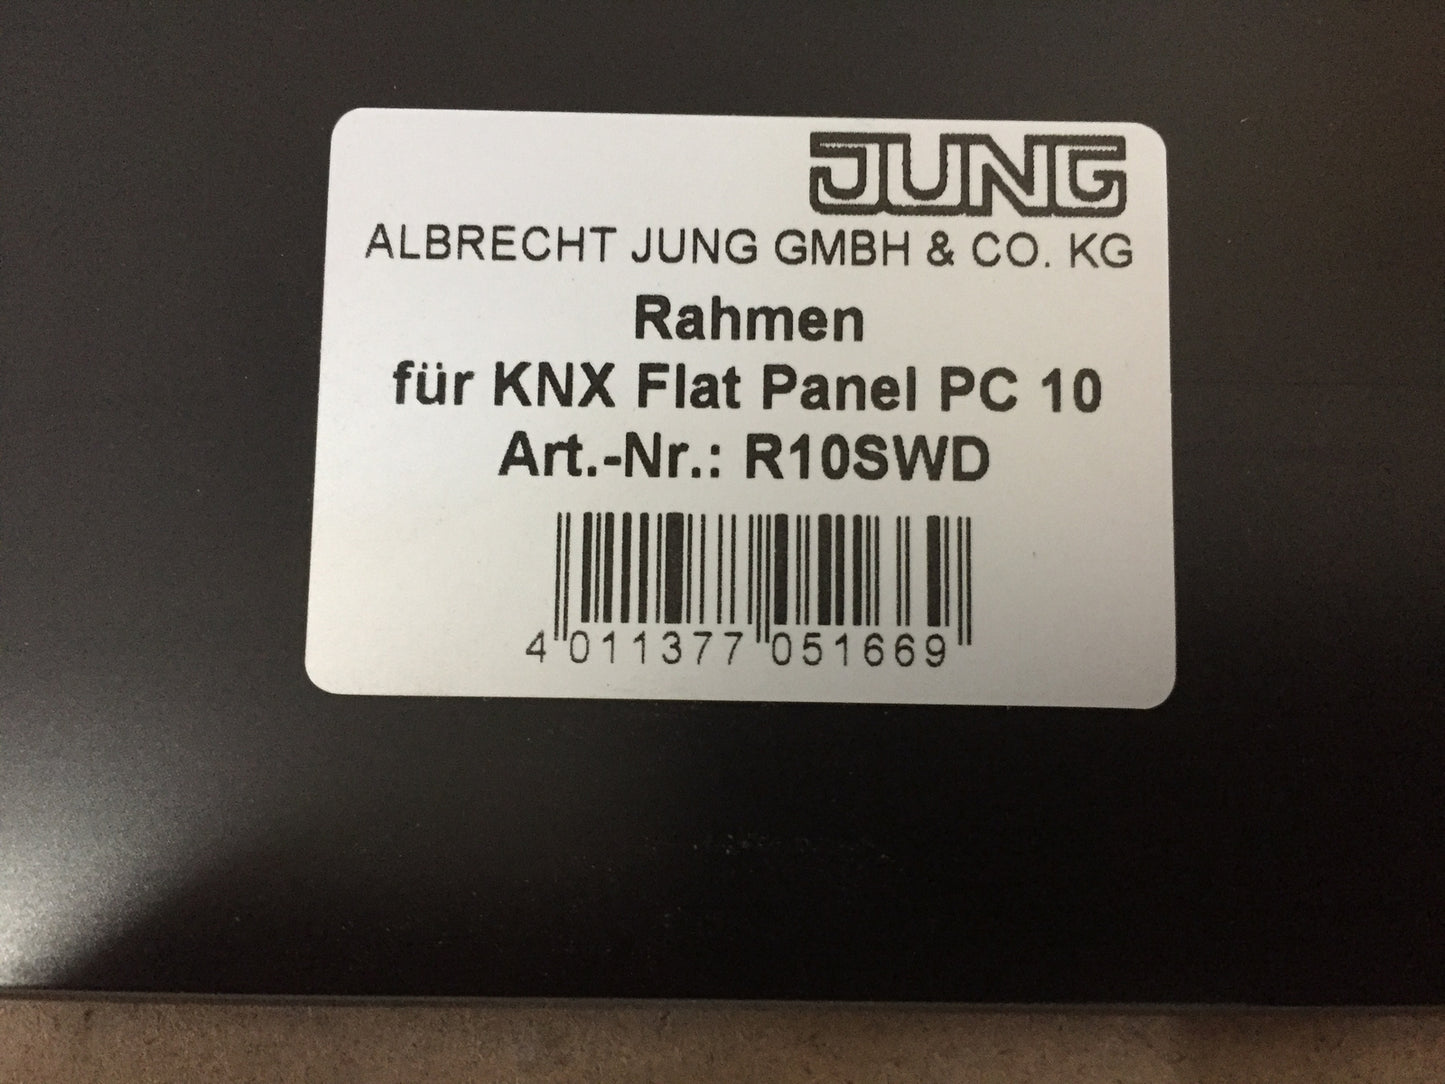 JUNG
ALBRECHT JUNG GMBH & CO. KG
Rahmen
für KNX Flat Panel PC 10
Art.-Nr.: R10SWD
4 011377 051669